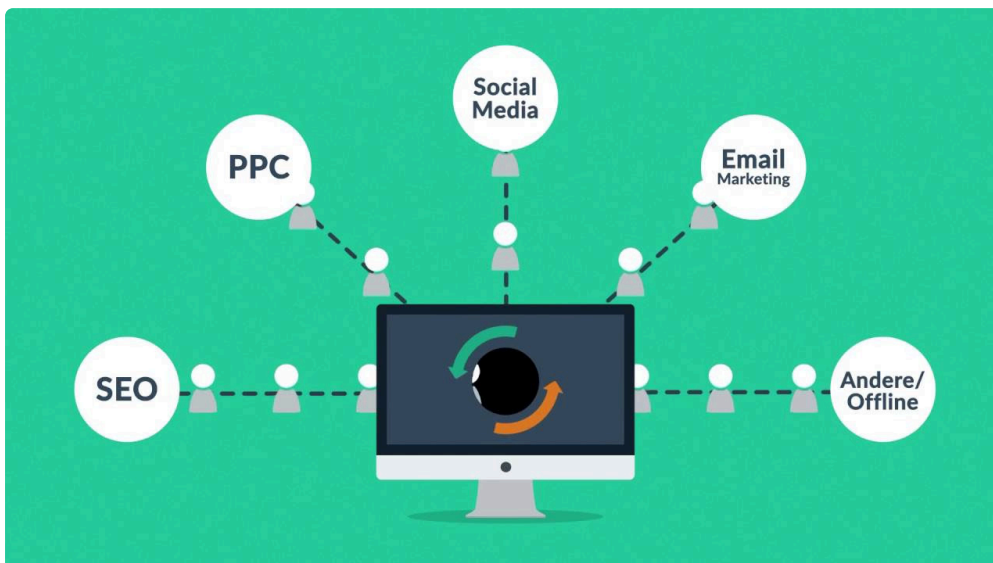 Social
Media
PPC
Email
Marketing
SEO
Andere/
Offline